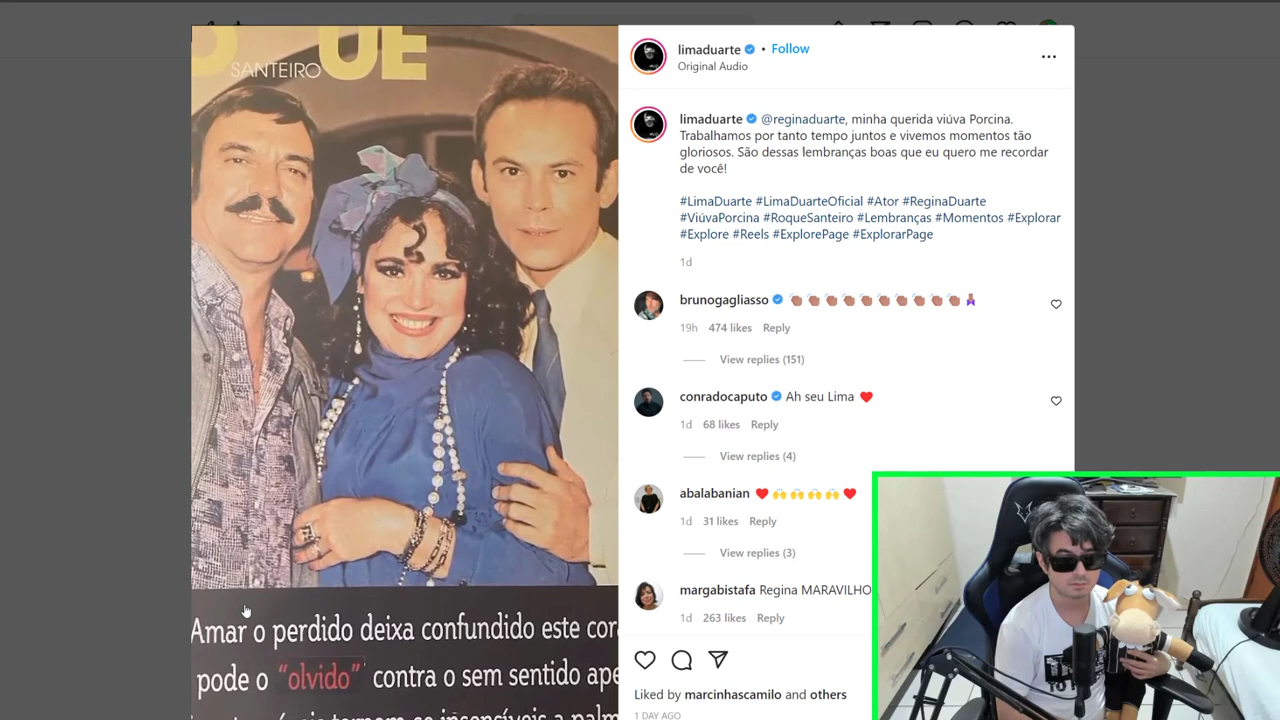 QUE
SANTEIRO
Amar o perdido deixa confundido este
pode o “olvido” contra o sem sentido
limaduarte • Follow
Original Audio
limaduarte @reginaduarte, minha querida viúva Porcina.
Trabalhamos por tanto tempo juntos e vivemos momentos tão
gloriosos. São dessas lembranças boas que eu quero me recordar
de você!
#LimaDuarte #LimaDuarteOficial #Ator #ReginaDuarte
#ViúvaPorcina #RoqueSanteiro #Lembranças #Momentos #Explorar
#Explore #Reels #ExplorePage #ExplorarPage
1d
brunogagliasso
19h 474 likes Reply
View replies (151)
conradocaputo Ah seu Lima
1d 68 likes Reply
View replies (4)
abalabanian
1d 31 likes Reply
View replies (3)
margabistafa Regina MARAVILHO
1d 263 likes Reply
Liked by marcinhascamilo and others
1 DAY AGO